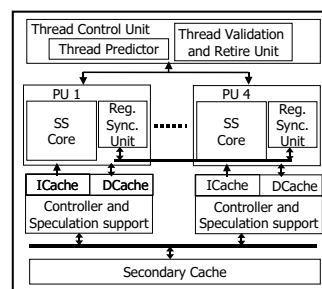 Thread Control Unit
Thread Predictor
Thread Validation
and Retire Unit
PU 1
SS
Core
Reg.
Sync.
Unit
PU 4
SS
Core
Reg.
Sync.
Unit
ICache
DCache
Controller and
Speculation support
ICache
DCache
Controller and
Speculation support
Secondary Cache